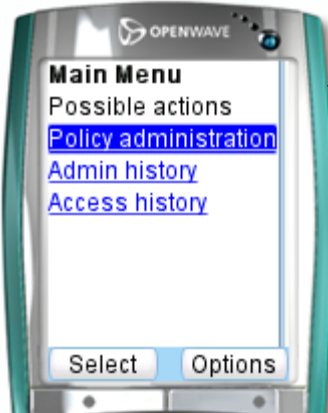 OPENWAVE
Main Menu
Possible actions
Policy administration
Admin history
Access history
Select Options